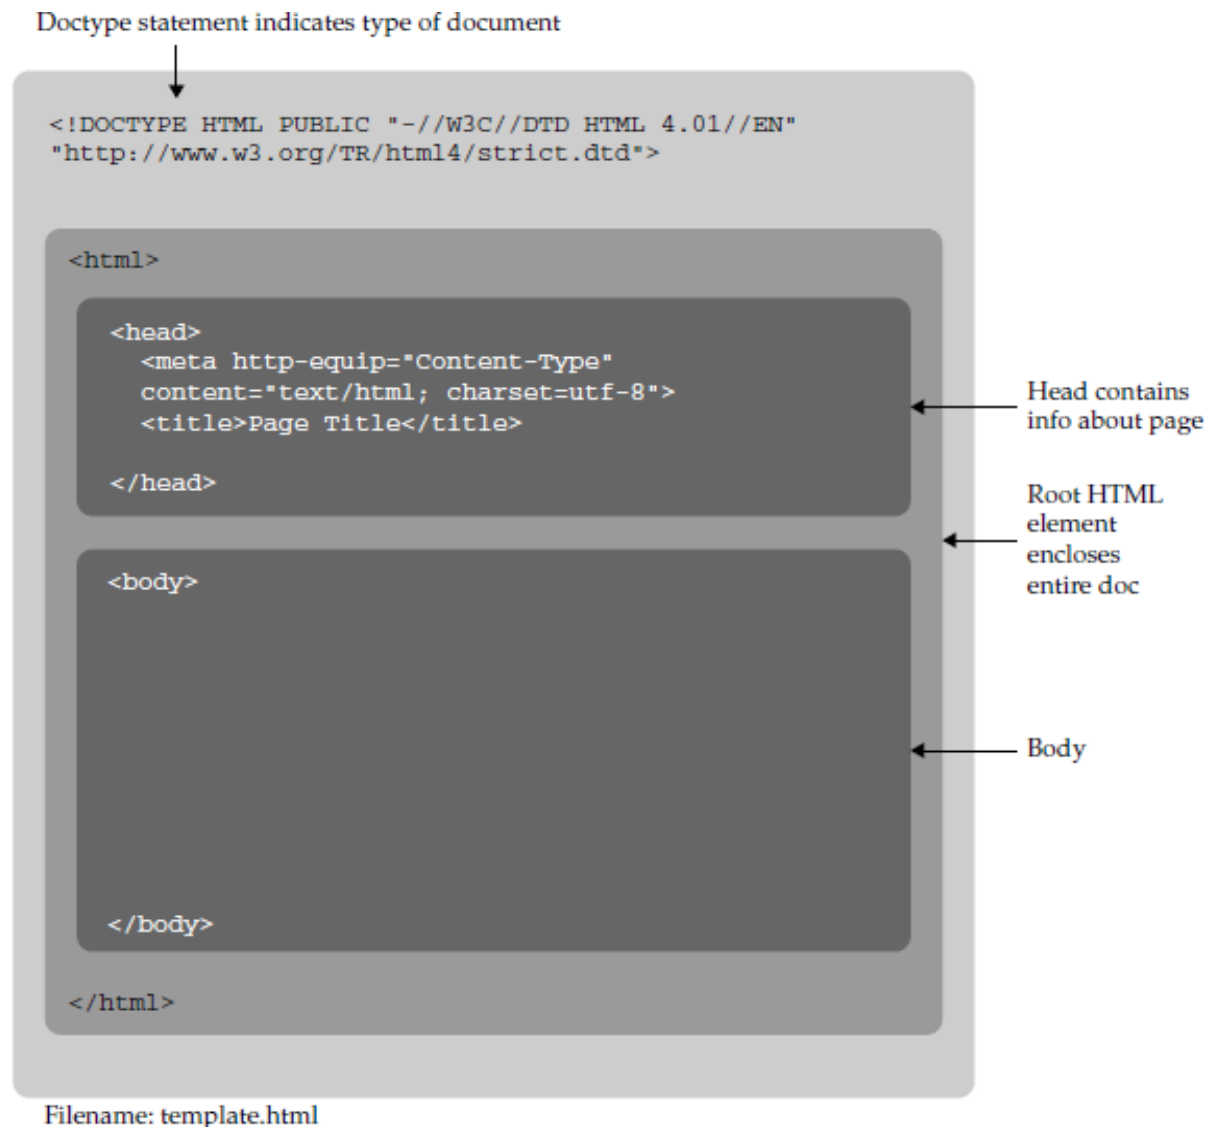 Doctype statement indicates type of document
<!DOCTYPE HTML PUBLIC "-//W3C//DTD HTML 4.01//EN"
"http://www.w3.org/TR/html4/strict.dtd">
<html>
<head>
<meta http-equip="Content-Type"
content="text/html; charset=utf-8">
<title>Page Title</title>
</head>
Head contains
info about page
Root HTML
element
encloses
entire doc
<body>
Body
</body>
</html>
Filename: template.html